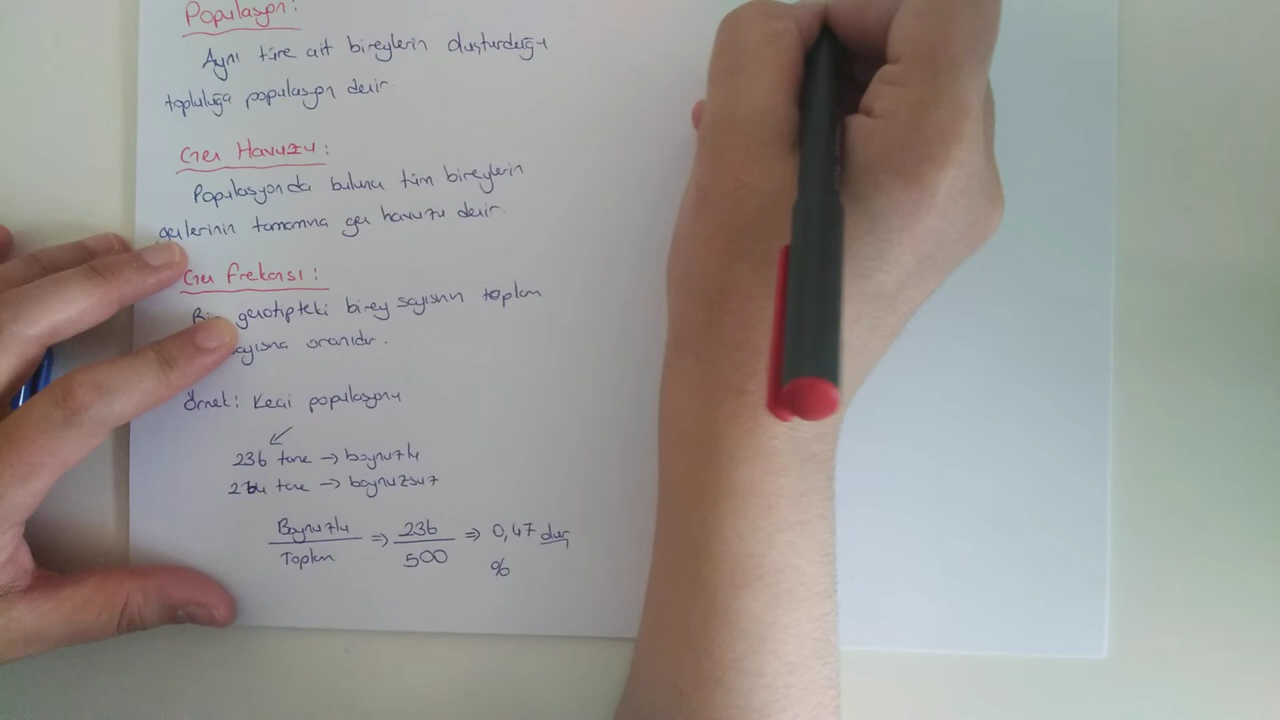 Populasyon:
Aynı türe ait bireylerin oluşturduğu
topluluğa populasyon denir.
Gen Havuzu:
Populasyonda bulunan tüm bireylerin
genlerinin tamamına gen havuzu denir.
Gen Frekansı:
genotipteki birey sayısının toplam
sayısına oranıdır.
Örnek: Keçi populasyonu
236 tane → boynuzlu
264 tane → boynuzsuz
Boynuzlu / Toplam ⇒ 236 / 500 ⇒ 0,47 dur
%